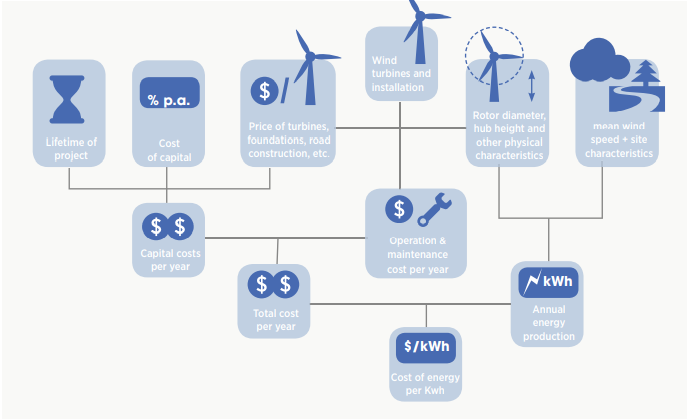 Lifetime of
project
% p.a.
Cost
of capital
$ /
Price of turbines,
foundations, road
construction, etc.
Wind
turbines and
installation
Rotor diameter,
hub height and
other physical
characteristics
mean wind
speed + site
characteristics
$ $
Capital costs
per year
$
Operation &
maintenance
cost per year
$ $
Total cost
per year
kWh
Annual
energy
production
$/kWh
Cost of energy
per Kwh